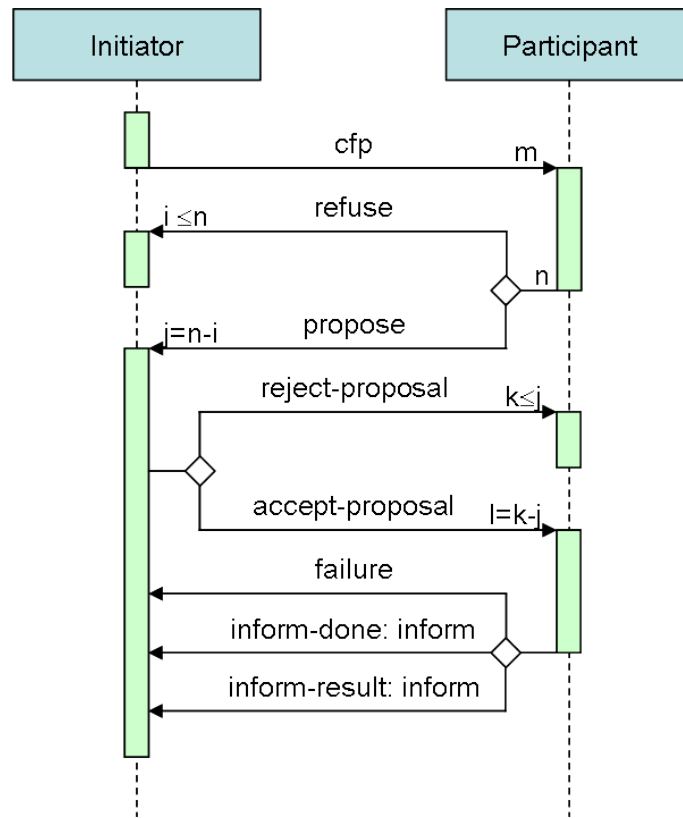 Initiator
Participant
cfp
m
refuse
i ≤n
n
propose
j=n-i
reject-proposal
k≤j
accept-proposal
l=k-j
failure
inform-done: inform
inform-result: inform